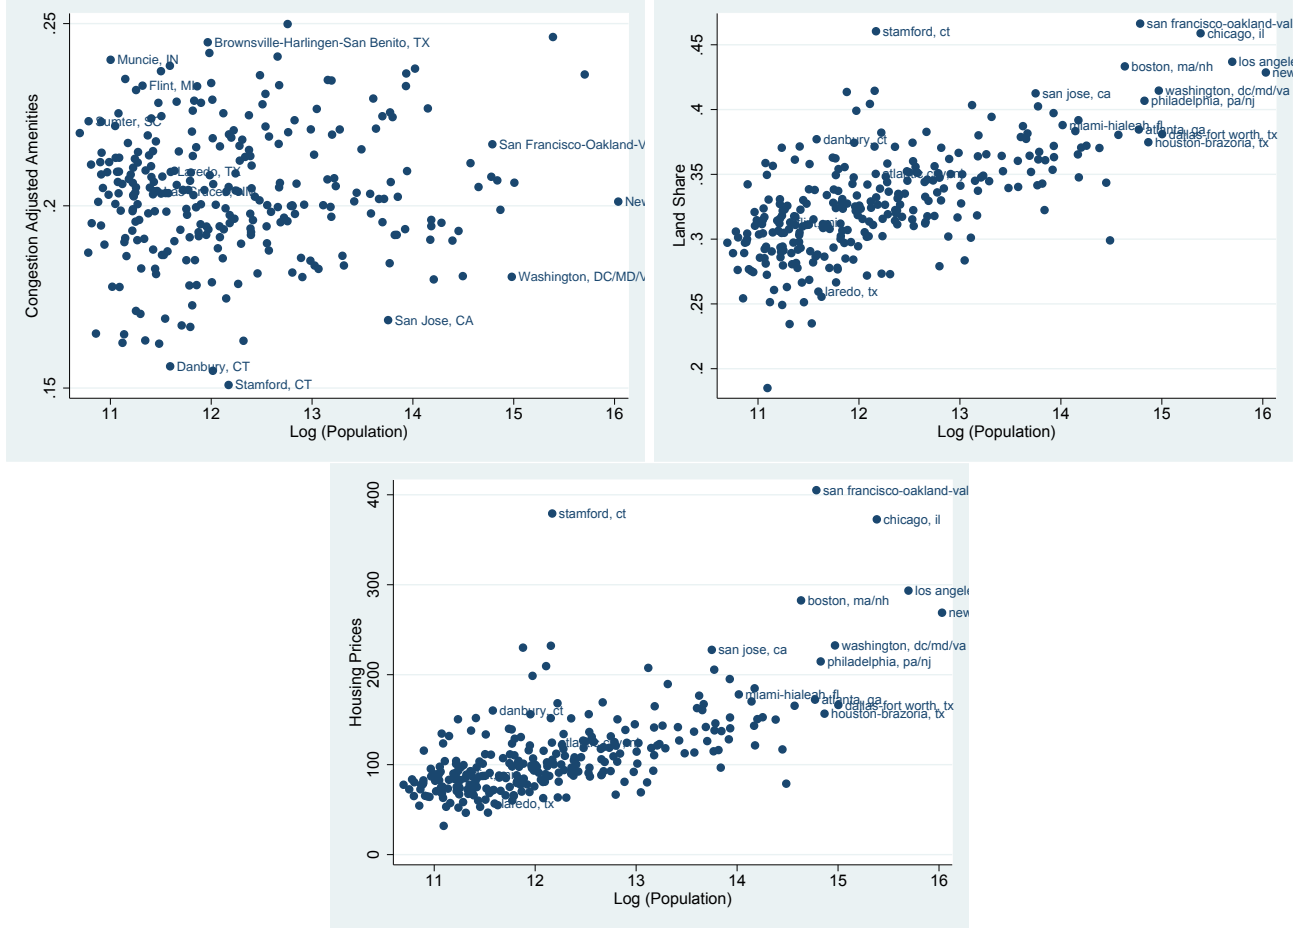 .25
.2
.15
Congestion Adjusted Amenities
Brownsville-Harlingen-San Benito, TX
Muncie, IN
Flint, MI
Sumter, SC
San Francisco-Oakland-V
Laredo, TX
New
Washington, DC/MD/V
San Jose, CA
Danbury, CT
Stamford, CT
11 12 13 14 15 16
Log (Population)
.45
.4
.35
.3
.25
.2
Land Share
san francisco-oakland-val
stamford, ct
chicago, il
los angele
boston, ma/nh
new
san jose, ca
washington, dc/md/va
philadelphia, pa/nj
miami-hialeah, fl
atlanta, ga
dallas-fort worth, tx
danbury, ct
houston-brazoria, tx
flint, mi
laredo, tx
11 12 13 14 15 16
Log (Population)
400
300
200
100
0
Housing Prices
san francisco-oakland-val
stamford, ct
chicago, il
los angele
boston, ma/nh
new
san jose, ca
washington, dc/md/va
philadelphia, pa/nj
miami-hialeah, fl
atlanta, ga
dallas-fort worth, tx
danbury, ct
houston-brazoria, tx
laredo, tx
11 12 13 14 15 16
Log (Population)